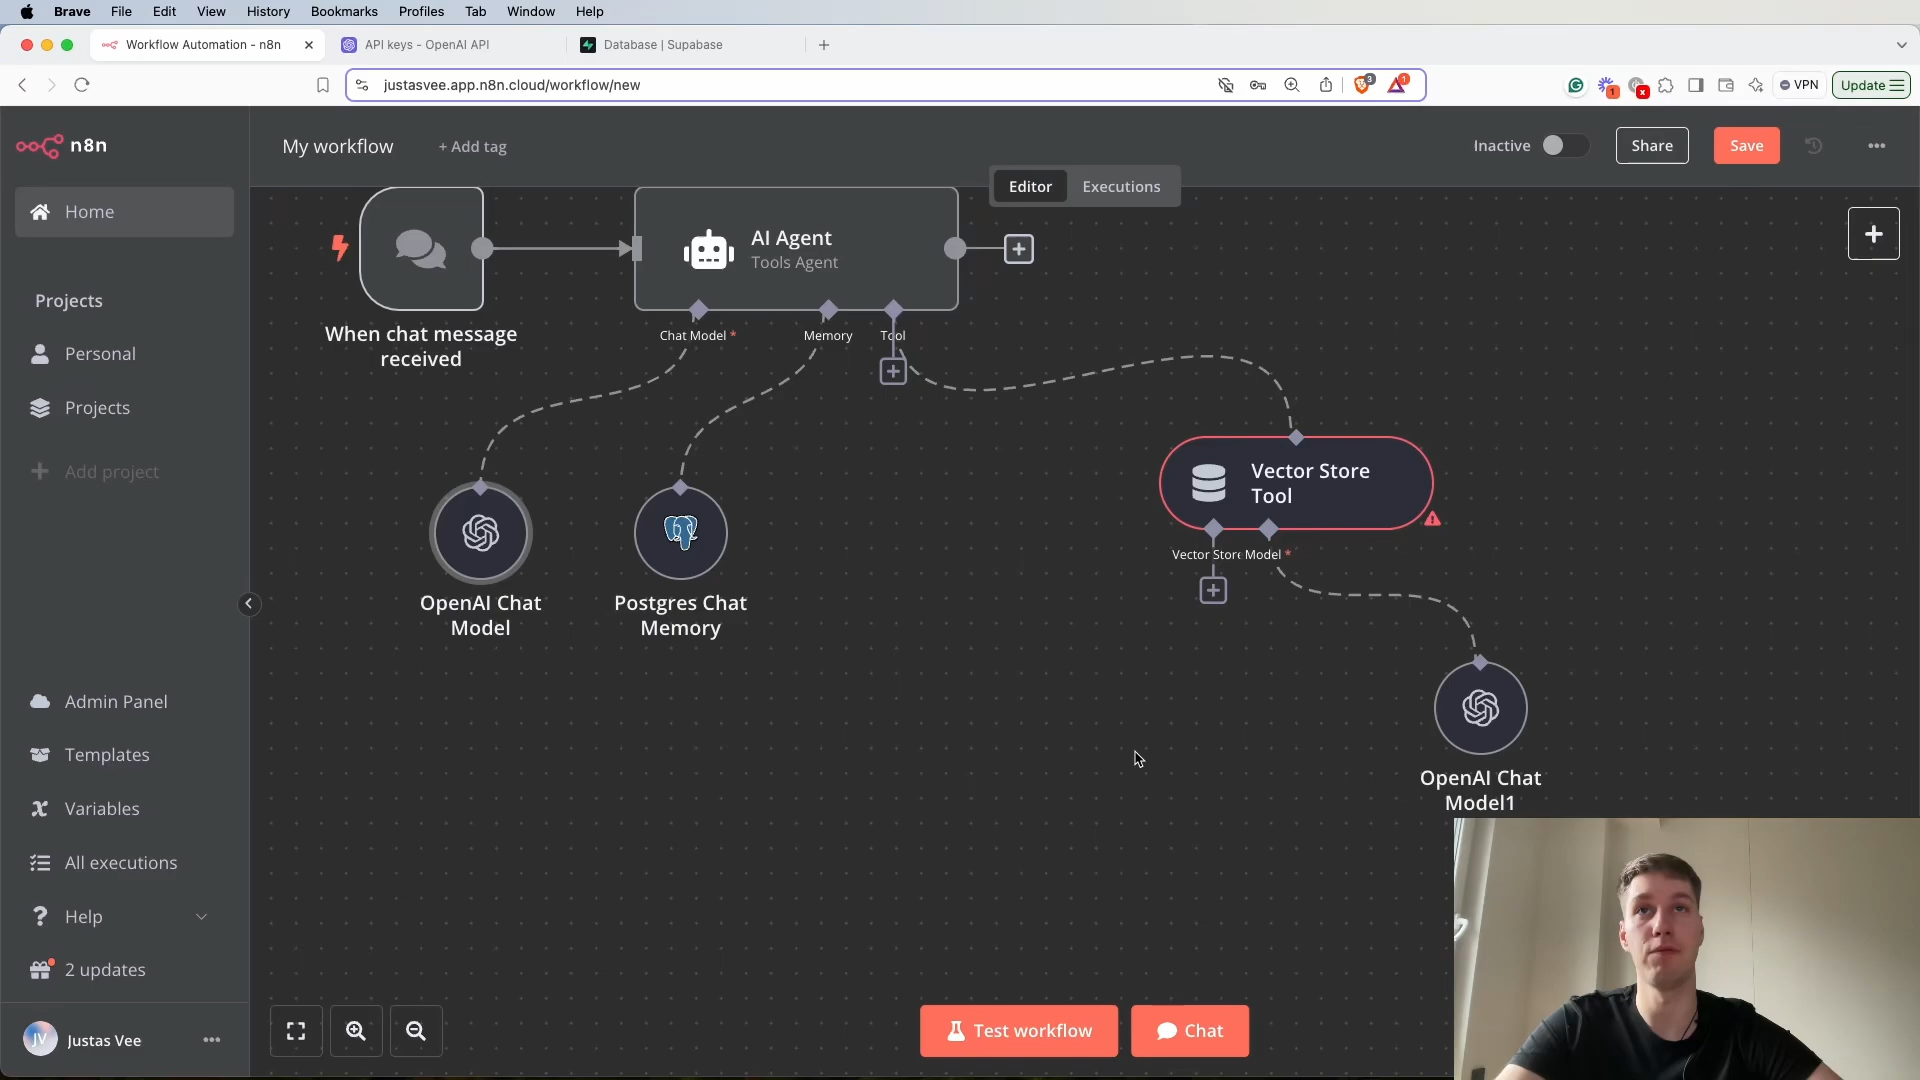 Brave File Edit View History Bookmarks Profiles Tab Window Help
Workflow Automation - n8n
API keys - OpenAI API
Database | Supabase
justasvee.app.n8n.cloud/workflow/new
3
1
1
x
VPN
Update
n8n
My workflow
+ Add tag
Inactive
Share
Save
Editor
Executions
Home
Projects
Personal
Projects
Add project
Admin Panel
Templates
Variables
All executions
Help
2 updates
JV
Justas Vee
When chat message
received
AI Agent
Tools Agent
Chat Model *
Memory
Tool
OpenAI Chat
Model
Postgres Chat
Memory
Vector Store
Tool
Vector Store
Model *
OpenAI Chat
Model1
Test workflow
Chat